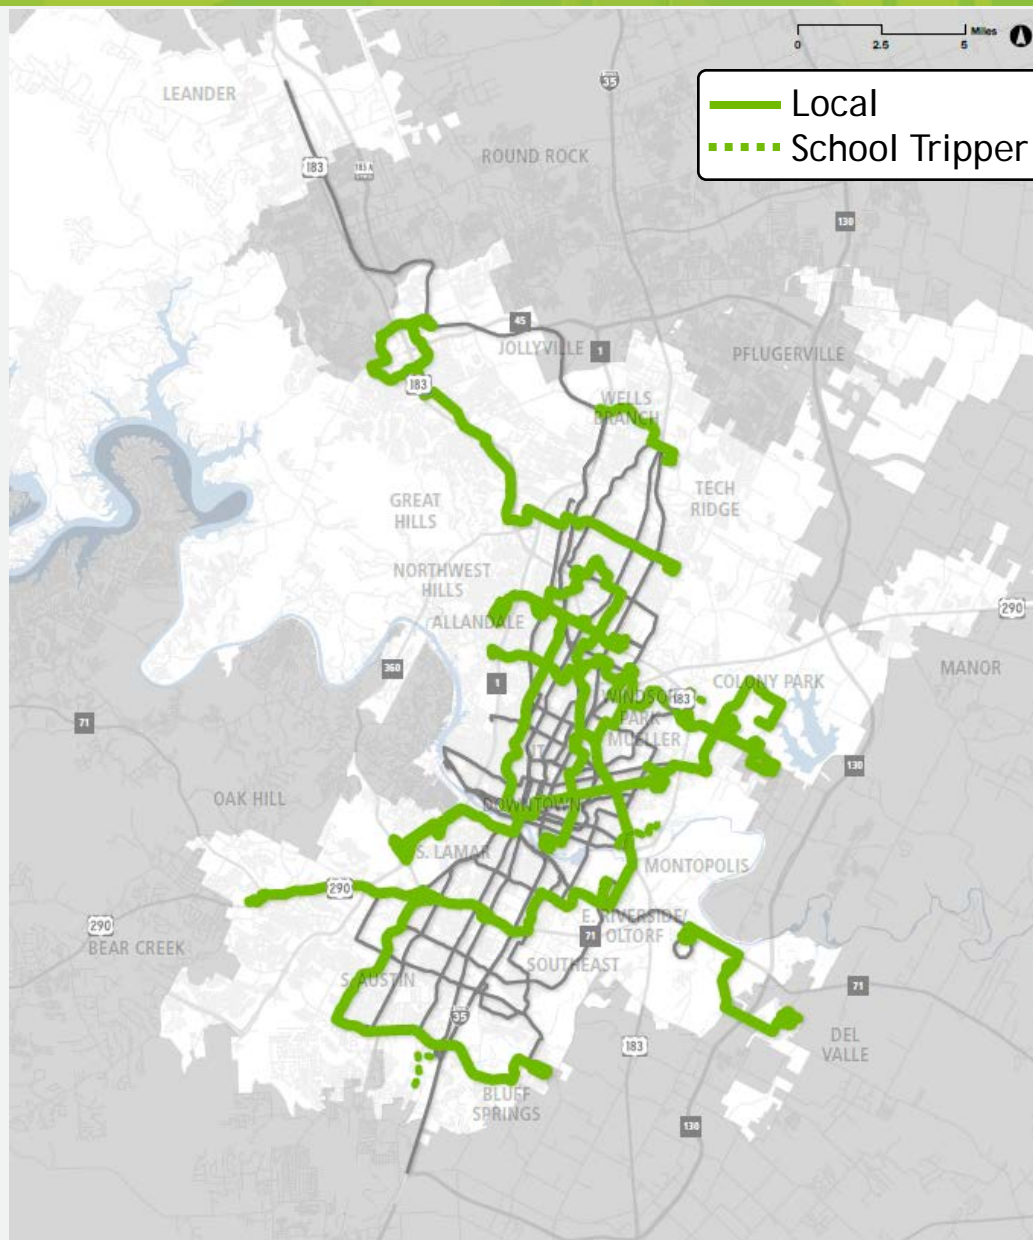 Miles
0 2.5 5
Local
School Tripper
LEANDER
35
ROUND ROCK
183
183 A
130
45
JOLLYVILLE
1
PFLUGERVILLE
183
WELLS
BRANCH
TECH
RIDGE
GREAT
HILLS
NORTHWEST
HILLS
ALLANDALE
290
MANOR
360
1
COLONY PARK
183
WINDSOR
PARK
MUELLER
71
130
OAK HILL
DOWNTOWN
S. LAMAR
MONTOPOLIS
290
E. RIVERSIDE/
OLTORF
290
71
BEAR CREEK
SOUTHEAST
S AUSTIN
71
35
183
DEL
VALLE
BLUFF
SPRINGS
130